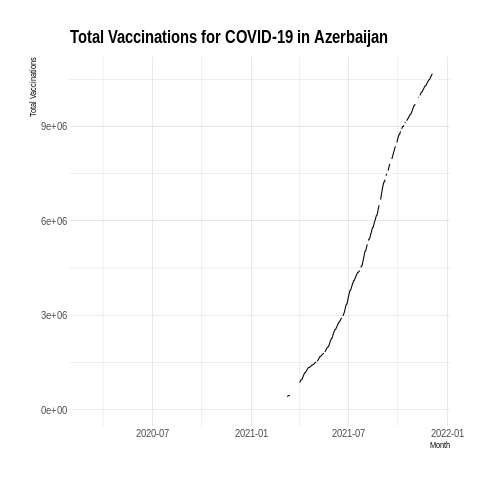 Total Vaccinations for COVID-19 in Azerbaijan
Total Vaccinations
9e+06
6e+06
3e+06
0e+00
2020-07
2021-01
2021-07
2022-01
Month